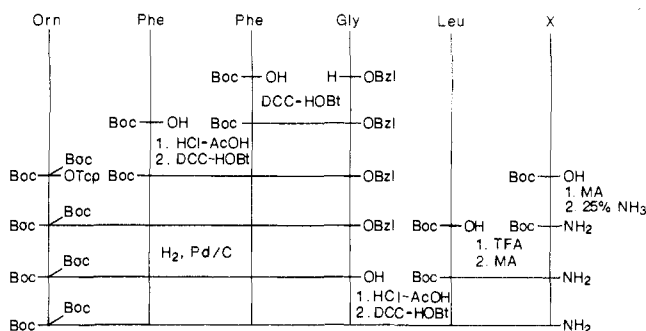 Orn Phe Phe Gly Leu X
Boc OH H OBzl
DCC-HOBt
Boc OH Boc OBzl
1. HCl-AcOH
2. DCC-HOBt
Boc
Boc OTcp Boc OBzl Boc OH
1. MA
2. 25% NH₃
Boc
Boc OBzl Boc OH Boc NH₂
H₂, Pd/C
1. TFA
2. MA
Boc
Boc OH Boc NH₂
1. HCl-AcOH
2. DCC-HOBt
Boc
Boc NH₂